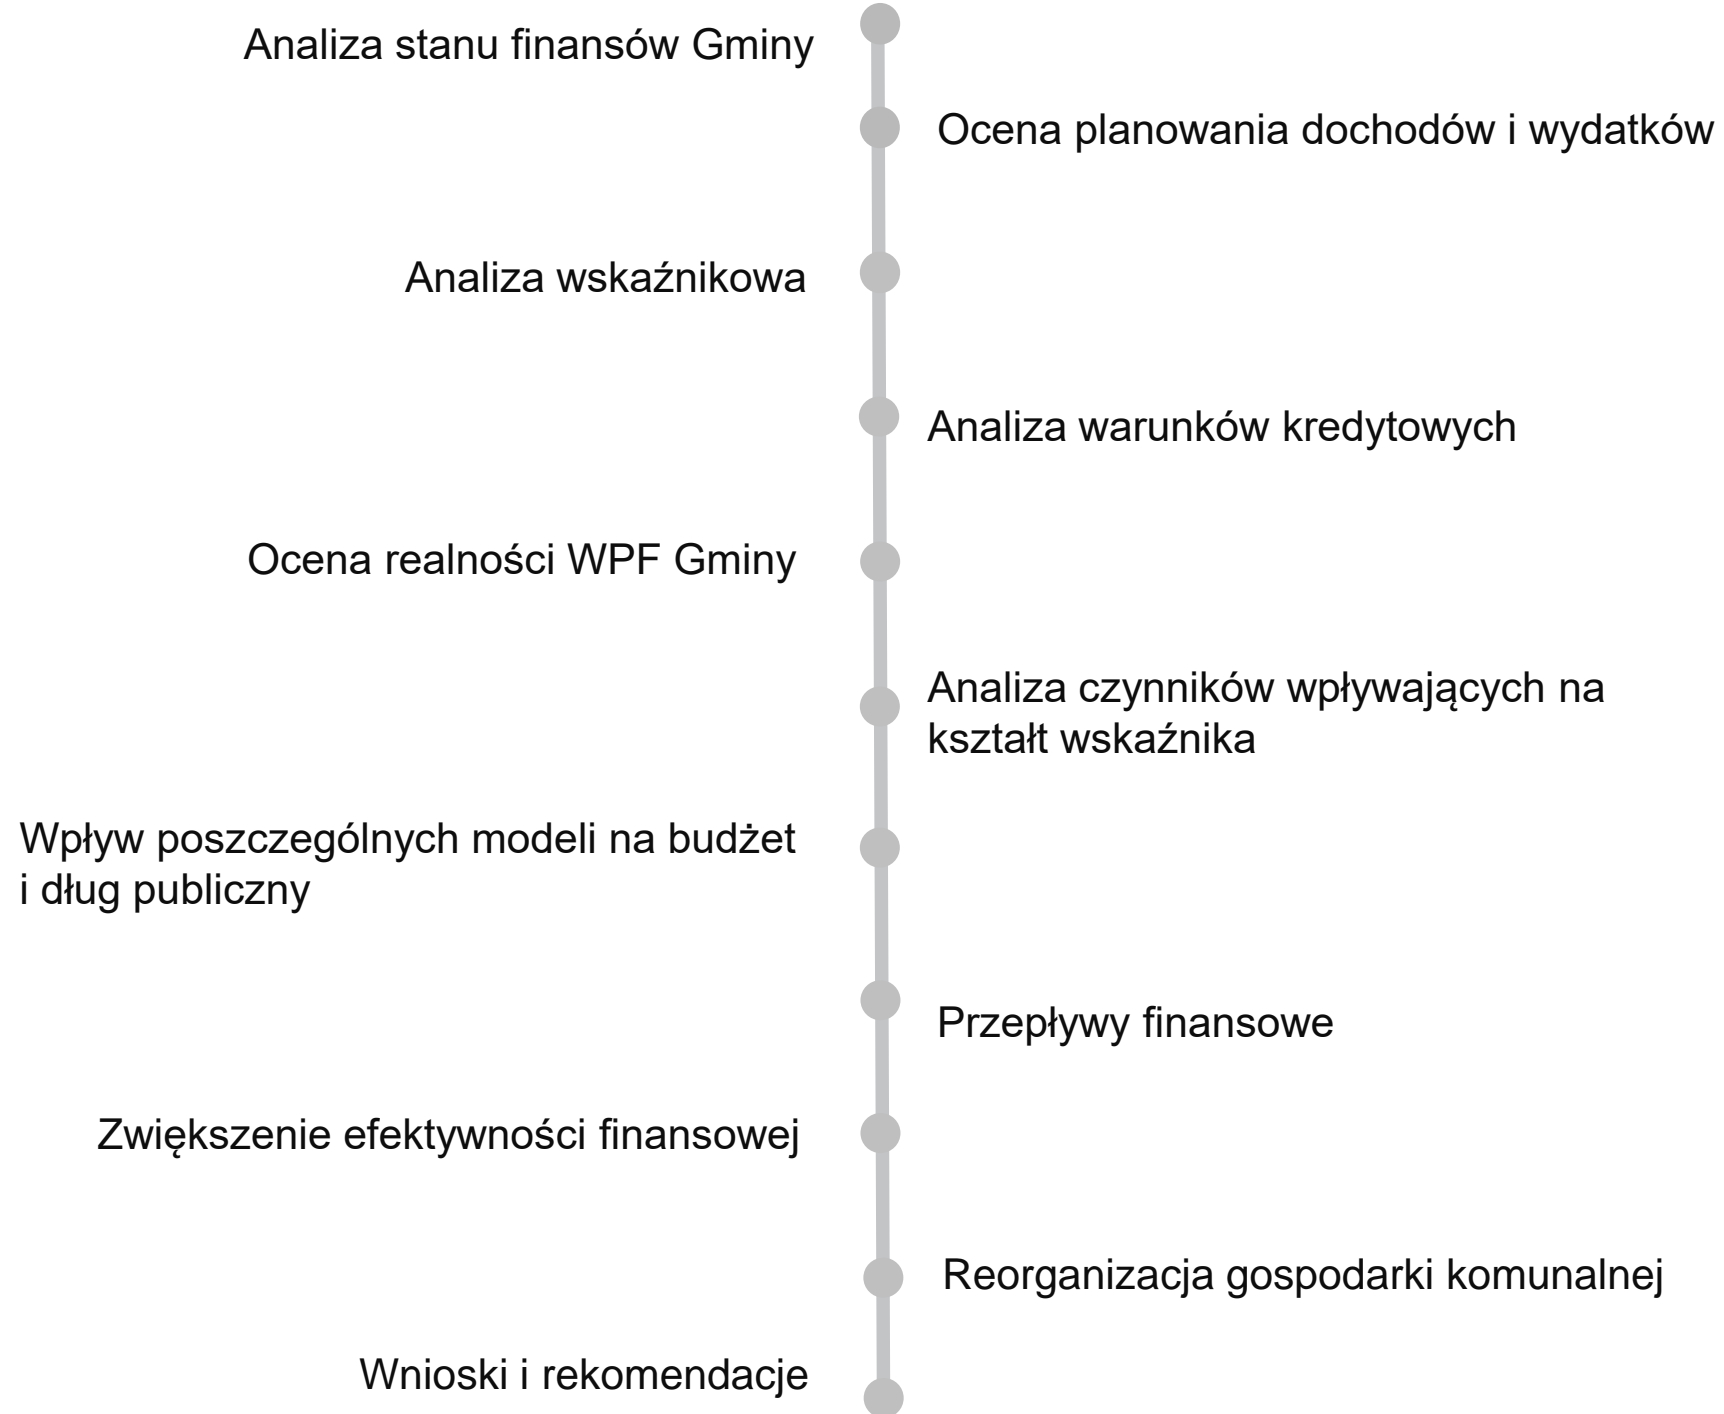 Analiza stanu finansów Gminy
Ocena planowania dochodów i wydatków
Analiza wskaźnikowa
Analiza warunków kredytowych
Ocena realności WPF Gminy
Analiza czynników wpływających na
kształt wskaźnika
Wpływ poszczególnych modeli na budżet
i dług publiczny
Przepływy finansowe
Zwiększenie efektywności finansowej
Reorganizacja gospodarki komunalnej
Wnioski i rekomendacje